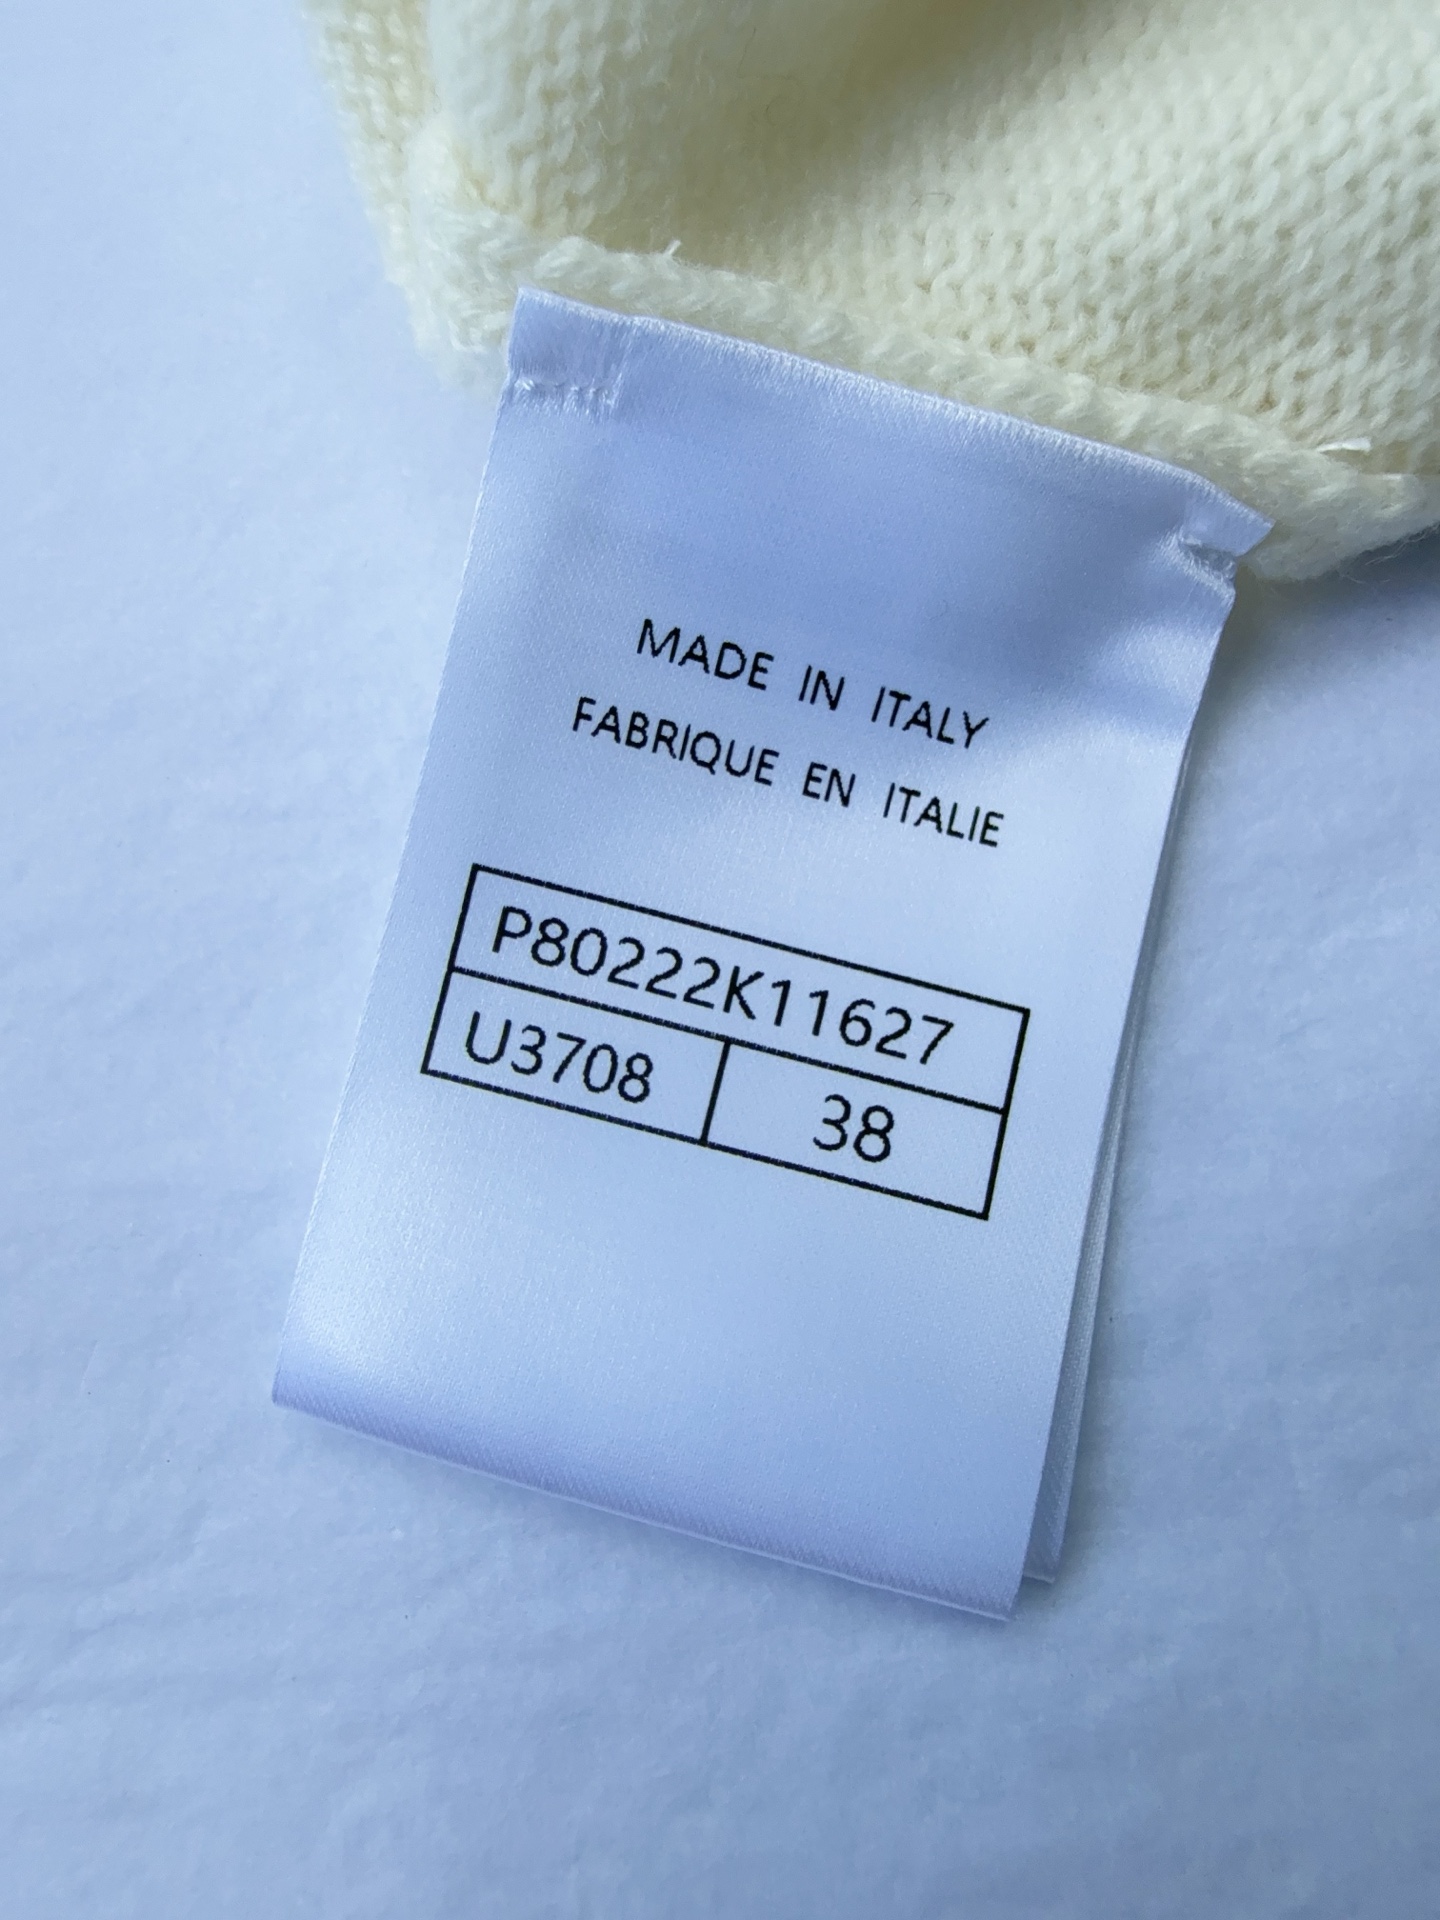 MADE IN ITALY
FABRIQUE EN ITALIE
P80222K11627
U3708 38